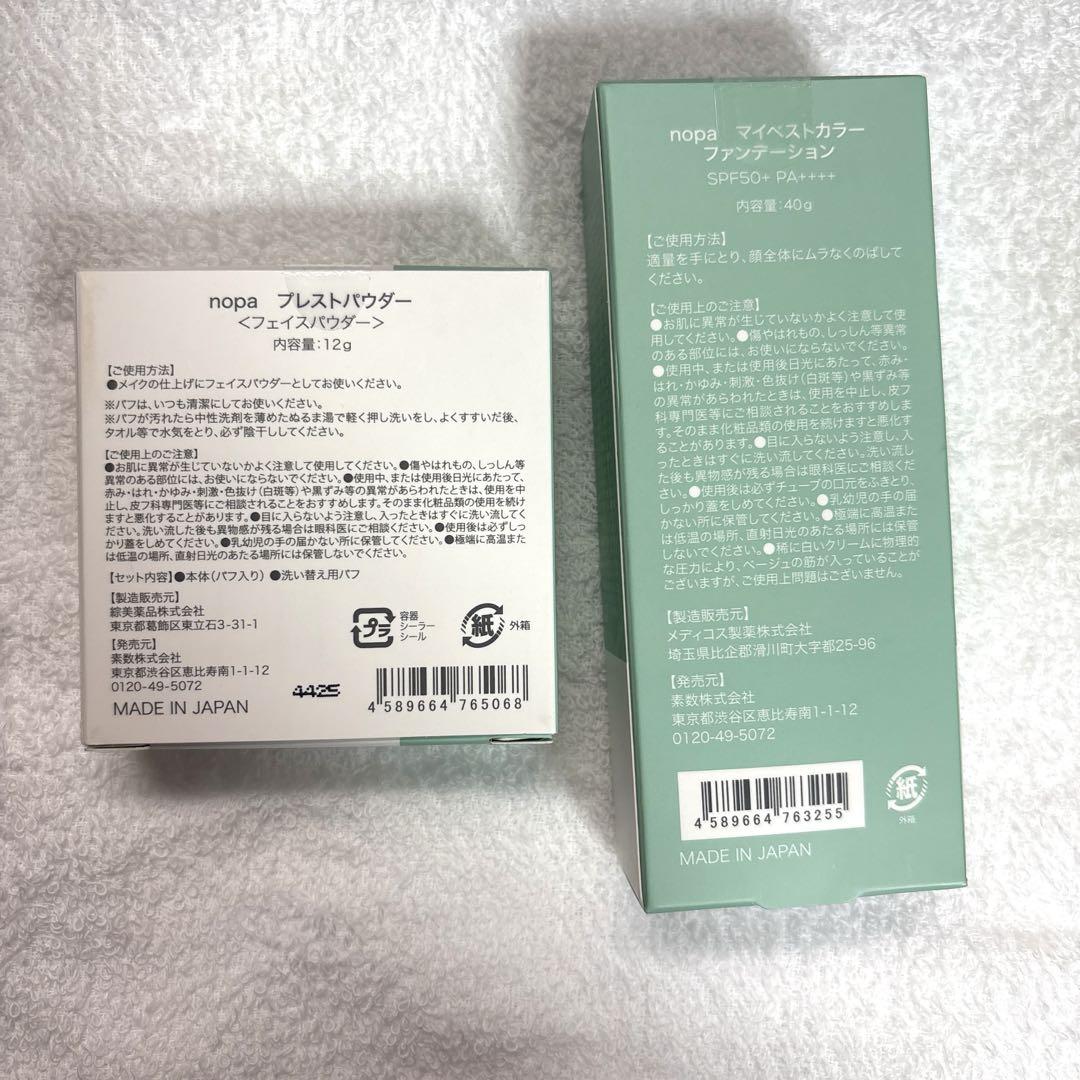 nopa プレストパウダー
<フェイスパウダー>
内容量:12g
【ご使用方法】
●メイクの仕上げにフェイスパウダーとしてお使いください。
※パフは、いつも清潔にしてお使いください。
※パフが汚れたら中性洗剤を薄めたぬるま湯で軽く押し洗いをし、よくすすいだ後、
タオル等で水気をとり、必ず陰干ししてください。
【ご使用上のご注意】
●お肌に異常が生じていないかよく注意して使用してください。●傷やはれもの、しっしん等
異常のある部位には、お使いにならないでください。●使用中、または使用後日光にあたって、
赤み・はれ・かゆみ・刺激・色抜け(白斑等)や黒ずみ等の異常があらわれたときは、使用を中
止し、皮フ科専門医等にご相談されることをおすすめします。そのまま化粧品類の使用を続け
ますと悪化することがあります。●目に入らないよう注意し、入ったときはすぐに洗い流してく
ださい。洗い流した後も異物感が残る場合は眼科医にご相談ください。●使用後は必ずしっ
かり蓋をしめてください。●乳幼児の手の届かない所に保管してください。●極端に高温また
は低温の場所、直射日光のあたる場所には保管しないでください。
【セット内容】●本体(パフ入り) ●洗い替え用パフ
【製造販売元】
綜美薬品株式会社
東京都葛飾区東立石3-31-1
【発売元】
素数株式会社
東京都渋谷区恵比寿南1-1-12
0120-49-5072
MADE IN JAPAN
プラ
容器
シーラー
シール
紙
外箱
4425
4 589664 765068
nopa マイベストカラー
ファンデーション
SPF50+ PA++++
内容量:40g
【ご使用方法】
適量を手にとり、顔全体にムラなくのばして
ください。
【ご使用上のご注意】
●お肌に異常が生じていないかよく注意して使
用してください。●傷やはれもの、しっしん等異常
のある部位には、お使いにならないでください。
●使用中、または使用後日光にあたって、赤み・
はれ・かゆみ・刺激・色抜け(白斑等)や黒ずみ等
の異常があらわれたときは、使用を中止し、皮フ
科専門医等にご相談されることをおすすめしま
す。そのまま化粧品類の使用を続けますと悪化す
ることがあります。●目に入らないよう注意し、入
ったときはすぐに洗い流してください。洗い流し
た後も異物感が残る場合は眼科医にご相談くだ
さい。●使用後は必ずチューブの口元をふきとり、
しっかり蓋をしめてください。●乳幼児の手の届
かない所に保管してください。●極端に高温また
は低温の場所、直射日光のあたる場所には保管
しないでください。●稀に白いクリームに物理的
な圧力により、ベージュの筋が入っていることが
ございますが、ご使用上問題はございません。
【製造販売元】
メディコス製薬株式会社
埼玉県比企郡滑川町大字都25-96
【発売元】
素数株式会社
東京都渋谷区恵比寿南1-1-12
0120-49-5072
4 589664 763255
紙
外箱
MADE IN JAPAN